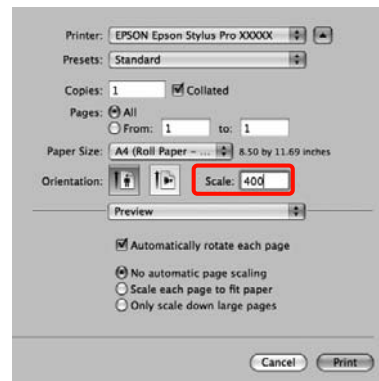 Printer: EPSON Epson Stylus Pro XXXXX
Presets: Standard
Copies: 1 Collated
Pages: All
From: 1 to: 1
Paper Size: A4 (Roll Paper - ... 8.50 by 11.69 inches
Orientation: Scale: 400
Preview
Automatically rotate each page
No automatic page scaling
Scale each page to fit paper
Only scale down large pages
Cancel Print